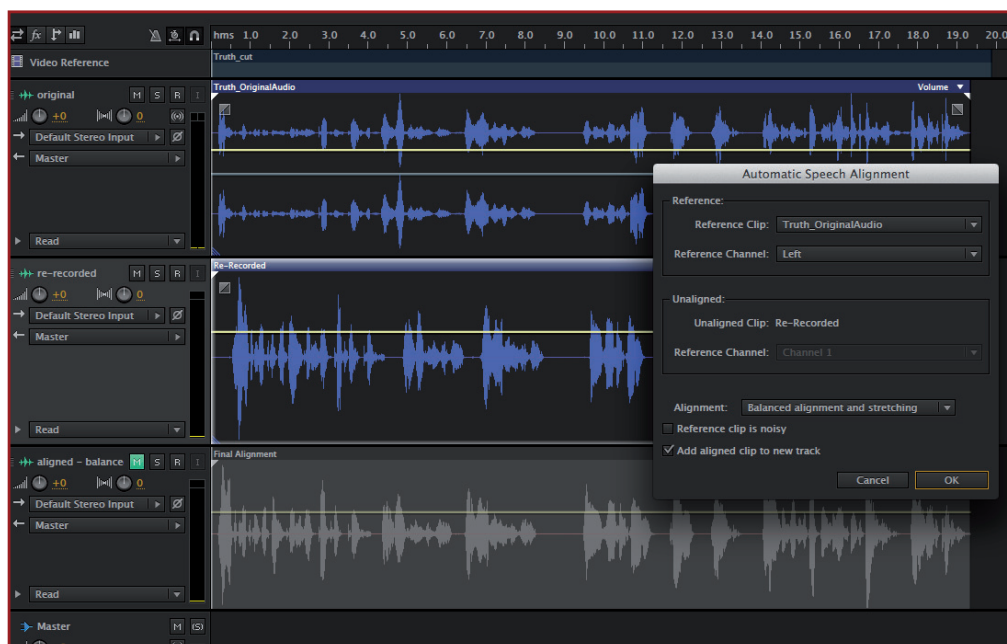 fx
hms 1.0 2.0 3.0 4.0 5.0 6.0 7.0 8.0 9.0 10.0 11.0 12.0 13.0 14.0 15.0 16.0 17.0 18.0 19.0 20.0
Video Reference
Truth_cut
original M S R I
Truth_OriginalAudio Volume
+0 0
Default Stereo Input
Master
Read
re-recorded M S R I
Re-Recorded
+0 0
Default Stereo Input
Master
Read
aligned - balance M S R I
Final Alignment
+0 0
Default Stereo Input
Master
Read
Master M (S)
Automatic Speech Alignment
Reference:
Reference Clip: Truth_OriginalAudio
Reference Channel: Left
Unaligned:
Unaligned Clip: Re-Recorded
Reference Channel: Channel 1
Alignment: Balanced alignment and stretching
Reference clip is noisy
Add aligned clip to new track
Cancel OK